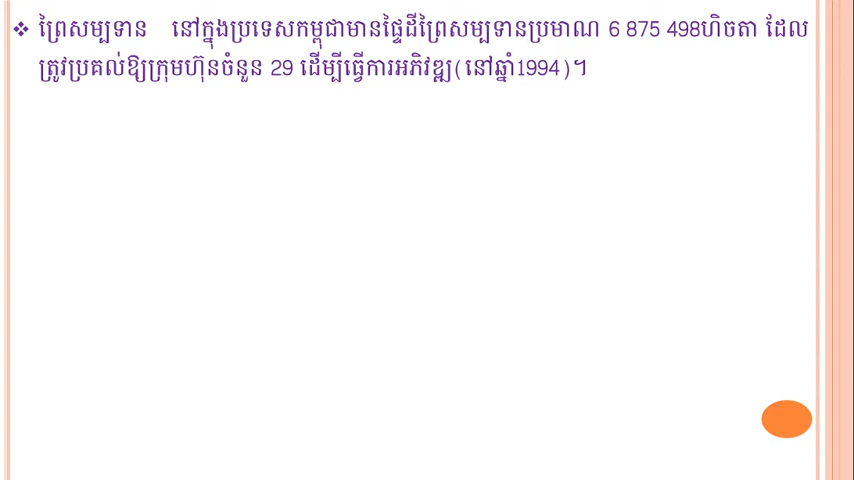 ❖ ព្រៃសម្បទាន នៅក្នុងប្រទេសកម្ពុជាមានផ្ទៃដីព្រៃសម្បទានប្រមាណ 6 875 498ហិចតា ដែល
ត្រូវប្រគល់ឱ្យក្រុមហ៊ុនចំនួន 29 ដើម្បីធ្វើការអភិវឌ្ឍ(នៅឆ្នាំ1994)។